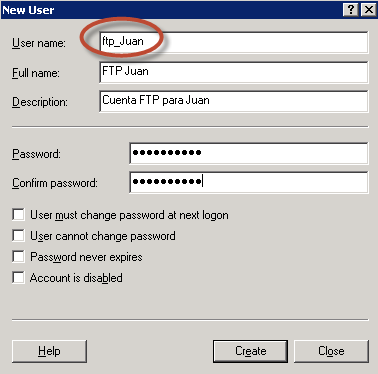 New User
User name: ftp_Juan
Full name: FTP Juan
Description: Cuenta FTP para Juan
Password: ●●●●●●●●●●
Confirm password: ●●●●●●●●●●
User must change password at next logon
User cannot change password
Password never expires
Account is disabled
Help Create Close